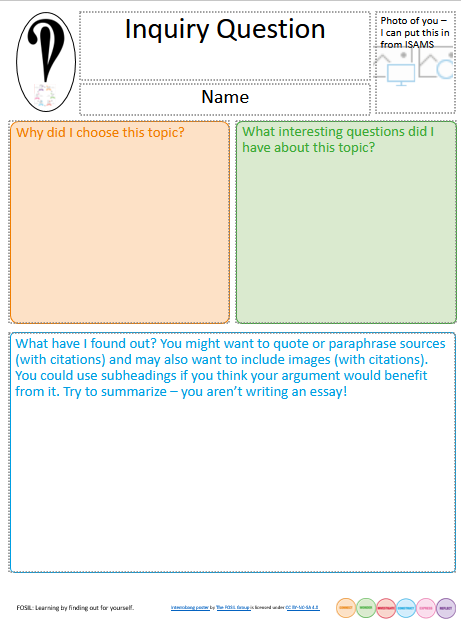 Inquiry Question
Photo of you –
I can put this in
from ISAMS
Name
Why did I choose this topic?
What interesting questions did I
have about this topic?
What have I found out? You might want to quote or paraphrase sources
(with citations) and may also want to include images (with citations).
You could use subheadings if you think your argument would benefit
from it. Try to summarize – you aren't writing an essay!
FOSIL: Learning by finding out for yourself.
Interrobang poster by The FOSIL Group is licensed under CC BY-NC-SA 4.0
CONNECT WONDER INVESTIGATE CONSTRUCT EXPRESS REFLECT